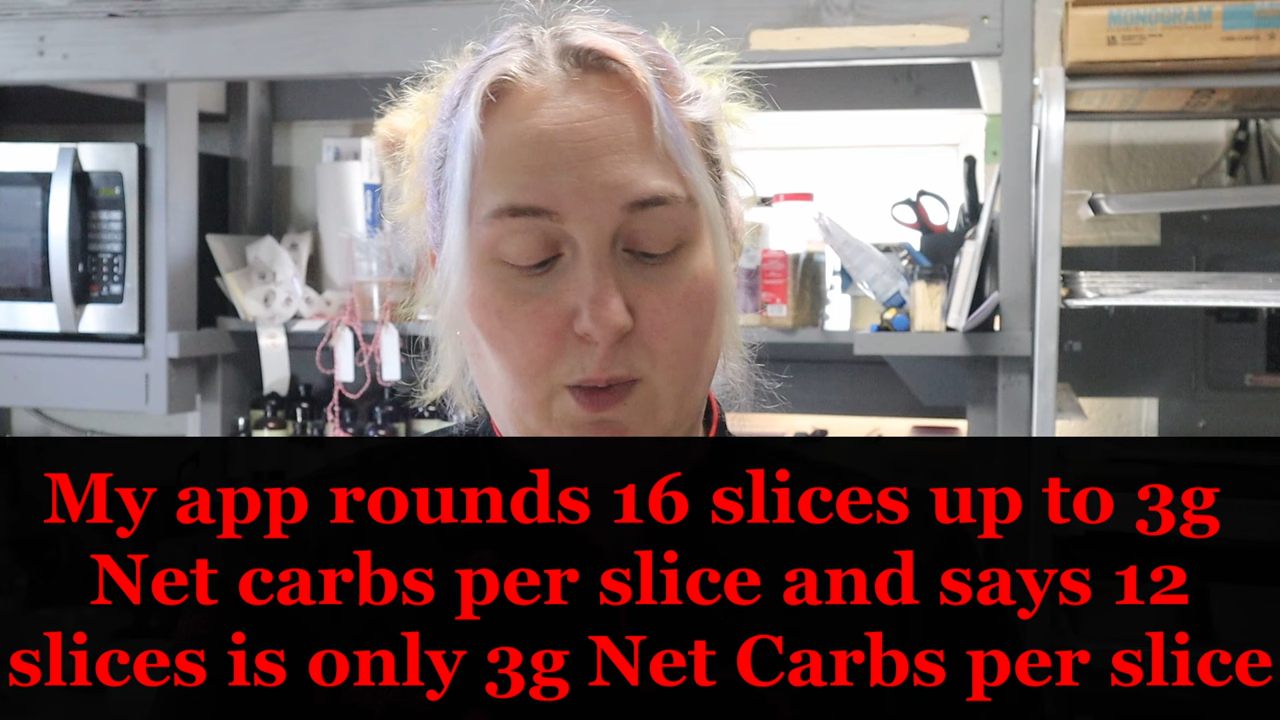 MONOGRAM
My app rounds 16 slices up to 3g
Net carbs per slice and says 12
slices is only 3g Net Carbs per slice